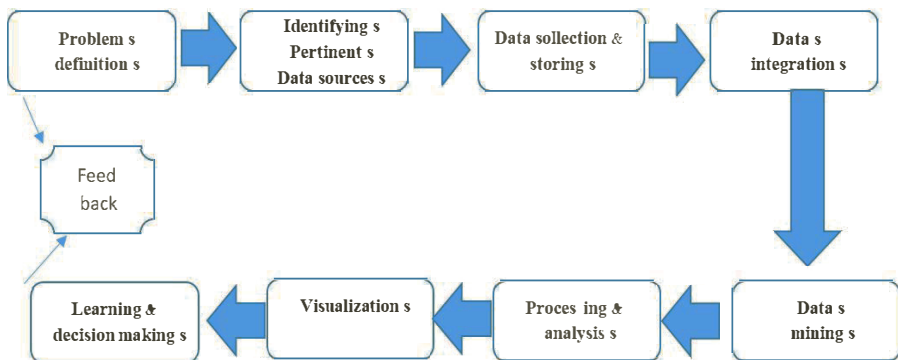 Problem s
definition s
Identifying s
Pertinent s
Data sources s
Data sollection &
storing s
Data s
integration s
Feed
back
Learning &
decision making s
Visualization s
Proces ing &
analysis s
Data s
mining s